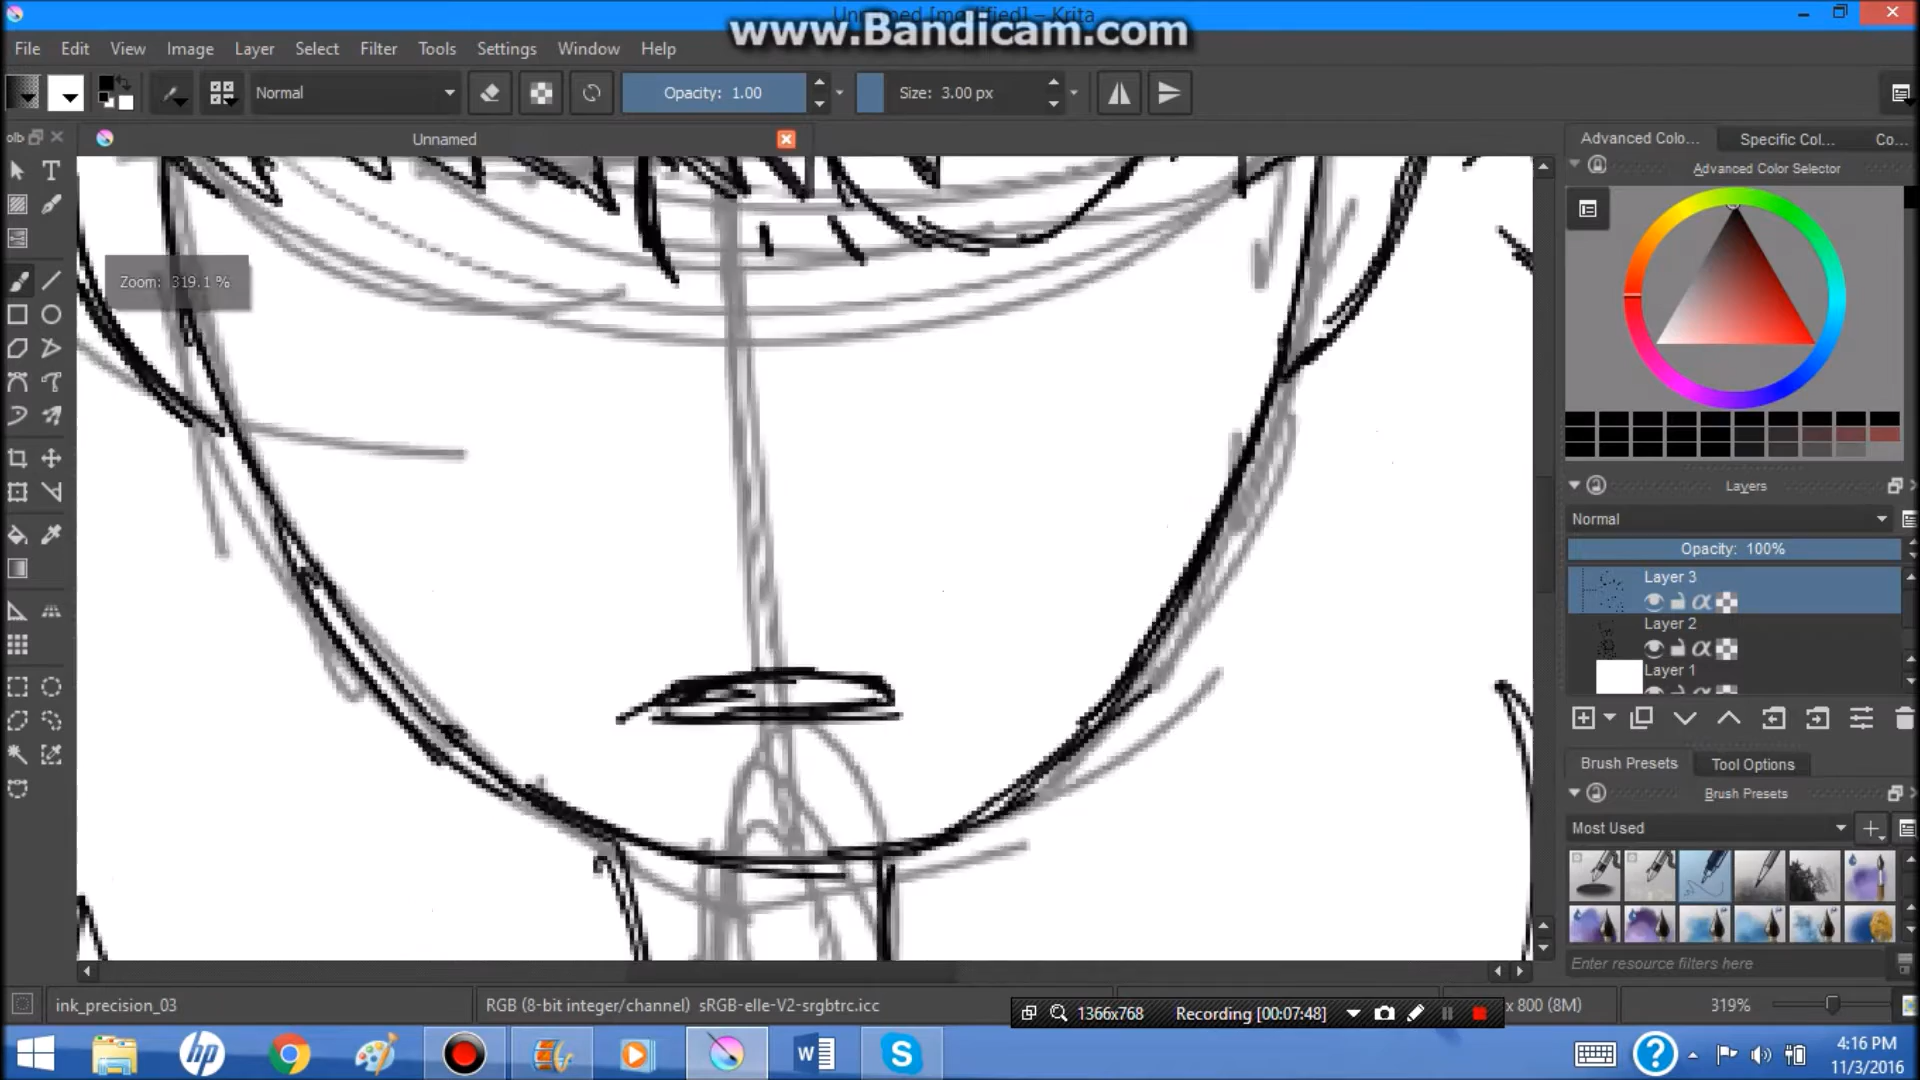 Unnamed [modified] – Krita
www.Bandicam.com
File Edit View Image Layer Select Filter Tools Settings Window Help
Normal
Opacity: 1.00
Size: 3.00 px
olb
Unnamed
Advanced Colo...
Specific Col...
Co...
Advanced Color Selector
Zoom: 319.1 %
Layers
Normal
Opacity: 100%
Layer 3
Layer 2
Layer 1
Brush Presets
Tool Options
Brush Presets
Most Used
Enter resource filters here
ink_precision_03
RGB (8-bit integer/channel) sRGB-elle-V2-srgbtrc.icc
1366x768
Recording [00:07:48]
x 800 (8M)
319%
4:16 PM
11/3/2016